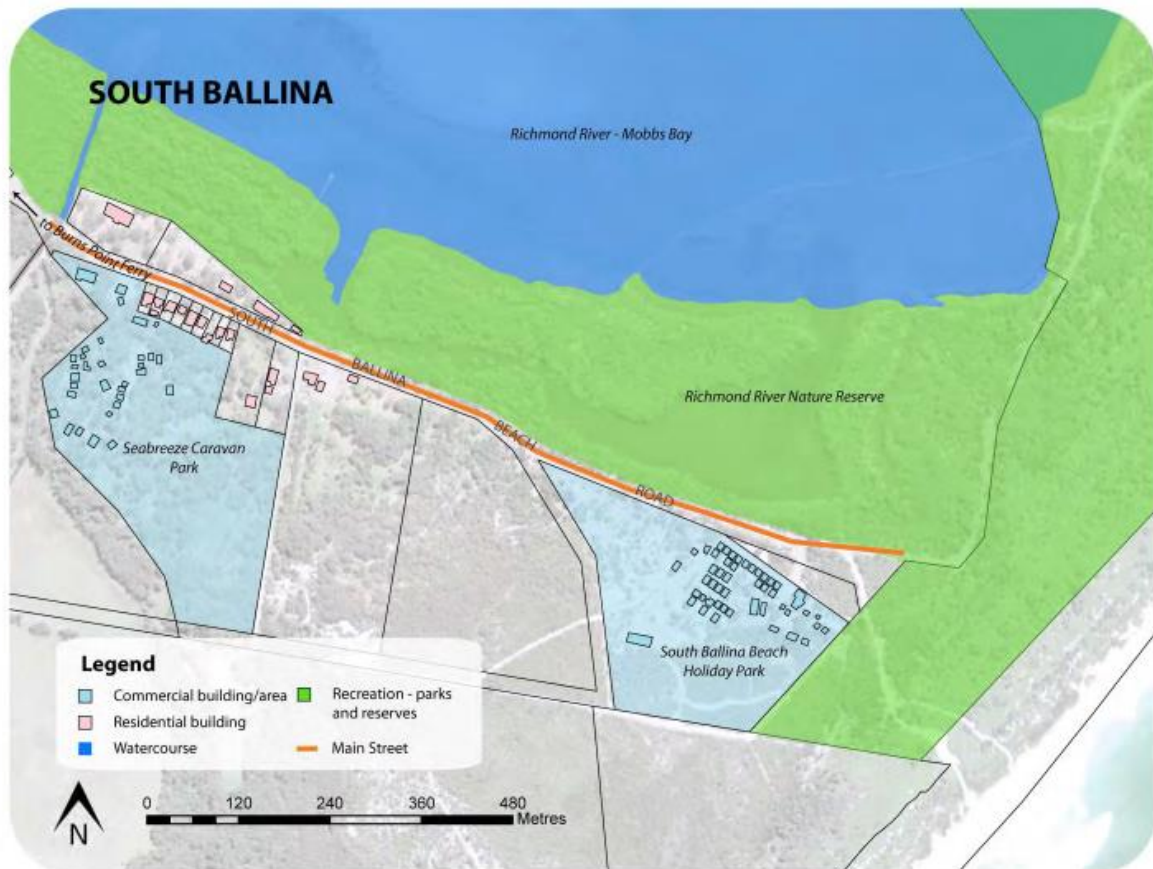 SOUTH BALLINA
Richmond River - Mobbs Bay
to Burns Point Ferry
SOUTH
BALLINA
BEACH
ROAD
Richmond River Nature Reserve
Seabreeze Caravan
Park
South Ballina Beach
Holiday Park
Legend
Commercial building/area
Residential building
Watercourse
Recreation - parks
and reserves
Main Street
N
0 120 240 360 480
Metres